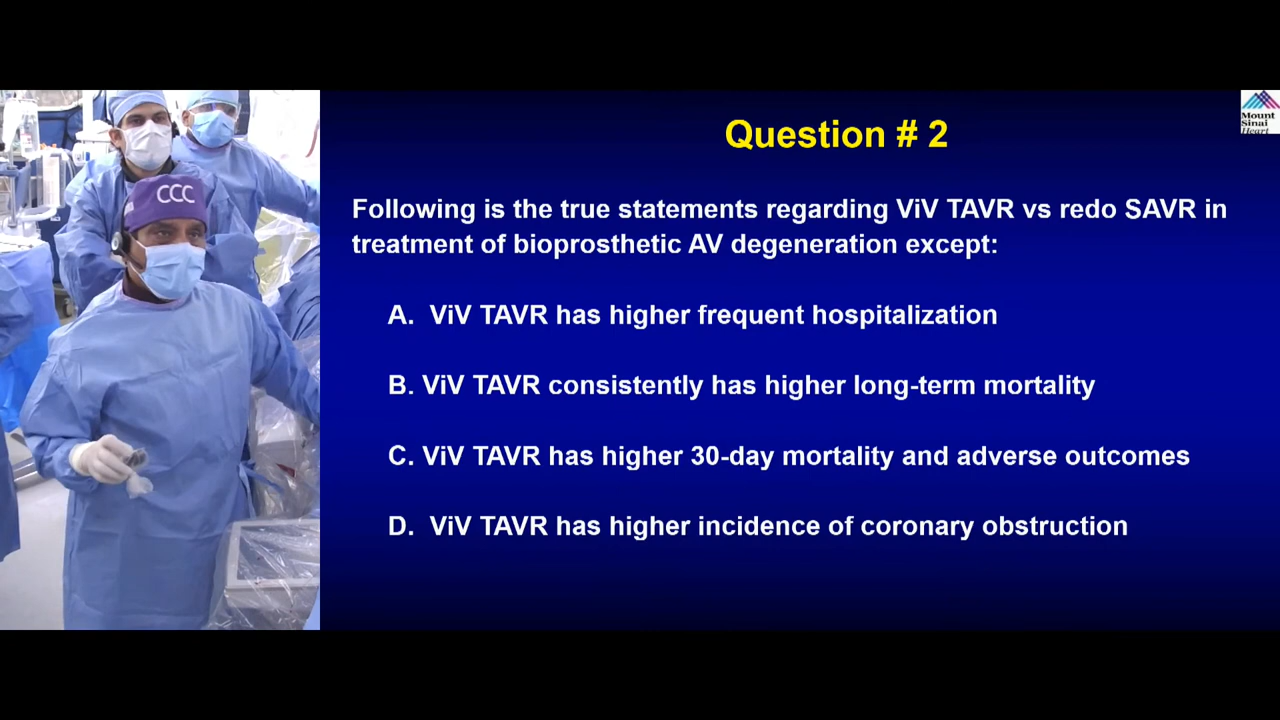 CCC
Mount
Sinai
Heart
Question # 2
Following is the true statements regarding ViV TAVR vs redo SAVR in
treatment of bioprosthetic AV degeneration except:
A. ViV TAVR has higher frequent hospitalization
B. ViV TAVR consistently has higher long-term mortality
C. ViV TAVR has higher 30-day mortality and adverse outcomes
D. ViV TAVR has higher incidence of coronary obstruction